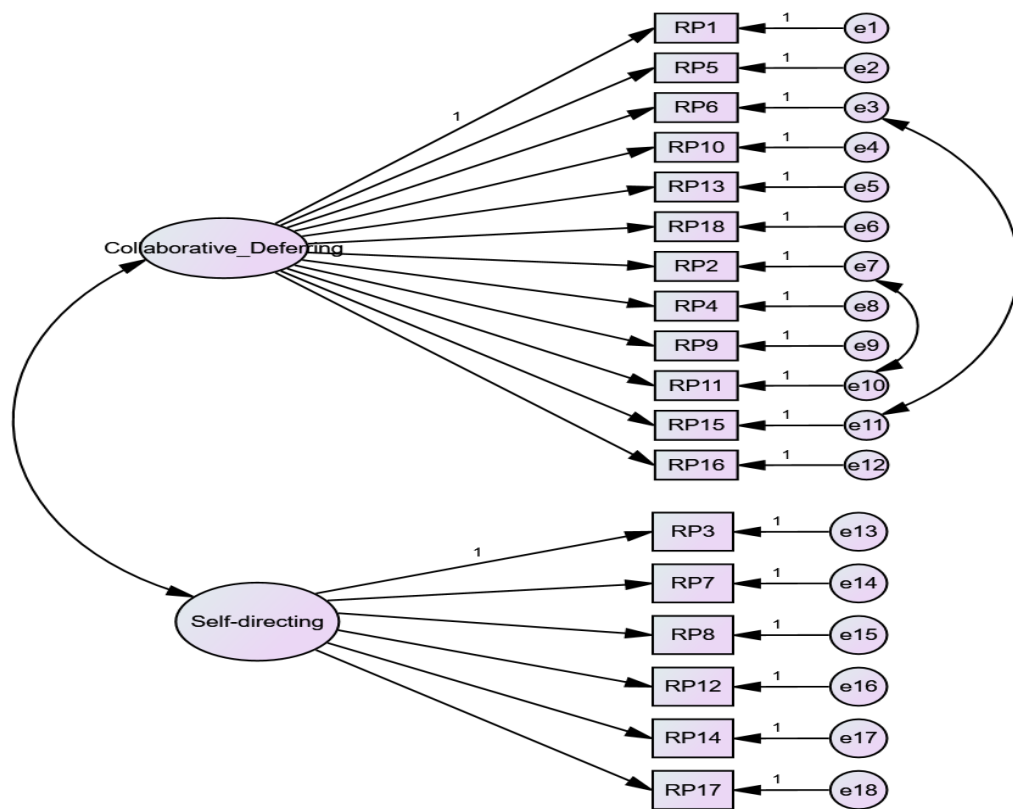 RP1 1 e1
RP5 1 e2
1 RP6 1 e3
RP10 1 e4
RP13 1 e5
RP18 1 e6
Collaborative_Deferring
RP2 1 e7
RP4 1 e8
RP9 1 e9
RP11 1 e10
RP15 1 e11
RP16 1 e12
RP3 1 e13
1
RP7 1 e14
Self-directing
RP8 1 e15
RP12 1 e16
RP14 1 e17
RP17 1 e18